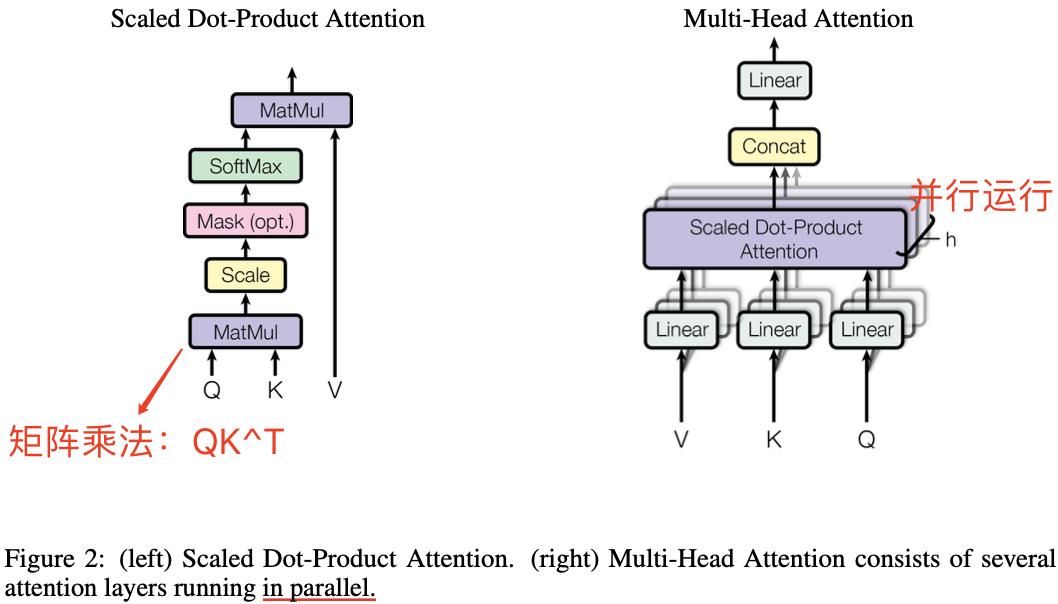 Scaled Dot-Product Attention
MatMul
SoftMax
Mask (opt.)
Scale
MatMul
Q K V
矩阵乘法：QK^T
Multi-Head Attention
Linear
Concat
并行运行
Scaled Dot-Product
Attention
h
Linear Linear Linear
V K Q
Figure 2: (left) Scaled Dot-Product Attention. (right) Multi-Head Attention consists of several
attention layers running in parallel.